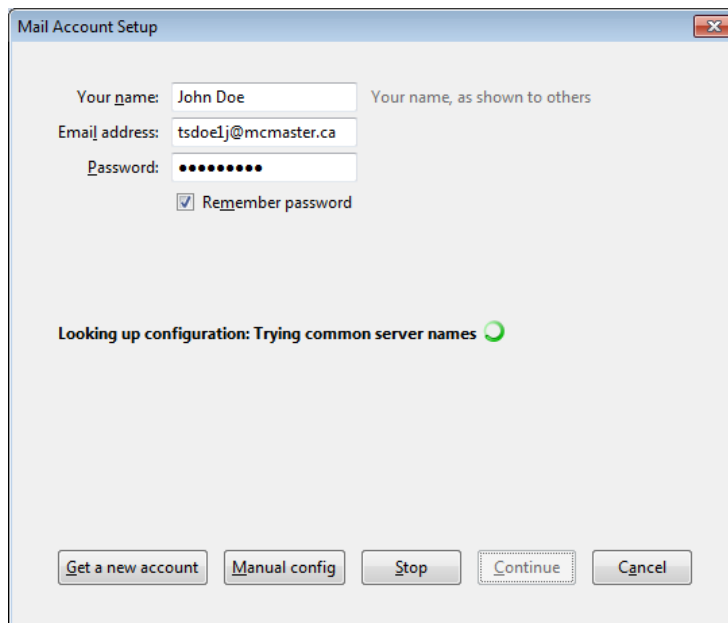 Mail Account Setup
Your name: John Doe Your name, as shown to others
Email address: tsdoe1j@mcmaster.ca
Password: ●●●●●●●●●
Remember password
Looking up configuration: Trying common server names
Get a new account Manual config Stop Continue Cancel